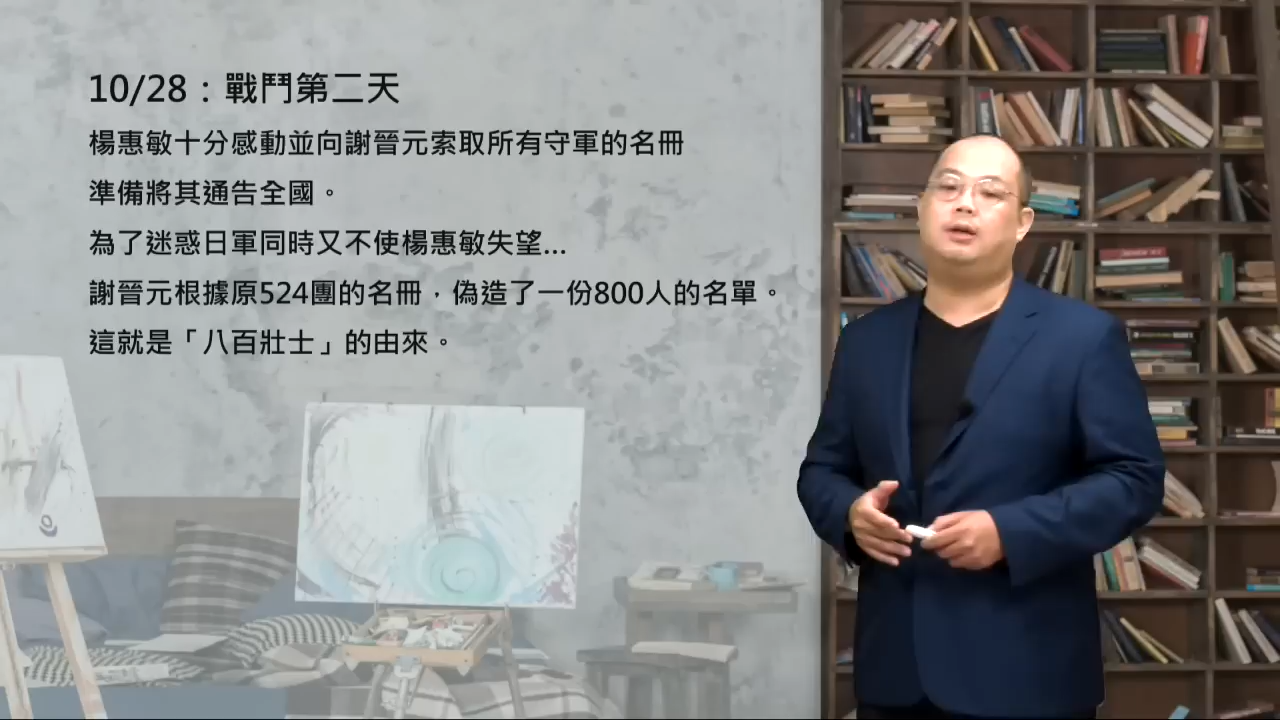 10/28：戰鬥第二天
楊惠敏十分感動並向謝晉元索取所有守軍的名冊
準備將其通告全國。
為了迷惑日軍同時又不使楊惠敏失望...
謝晉元根據原524團的名冊，偽造了一份800人的名單。
這就是「八百壯士」的由來。